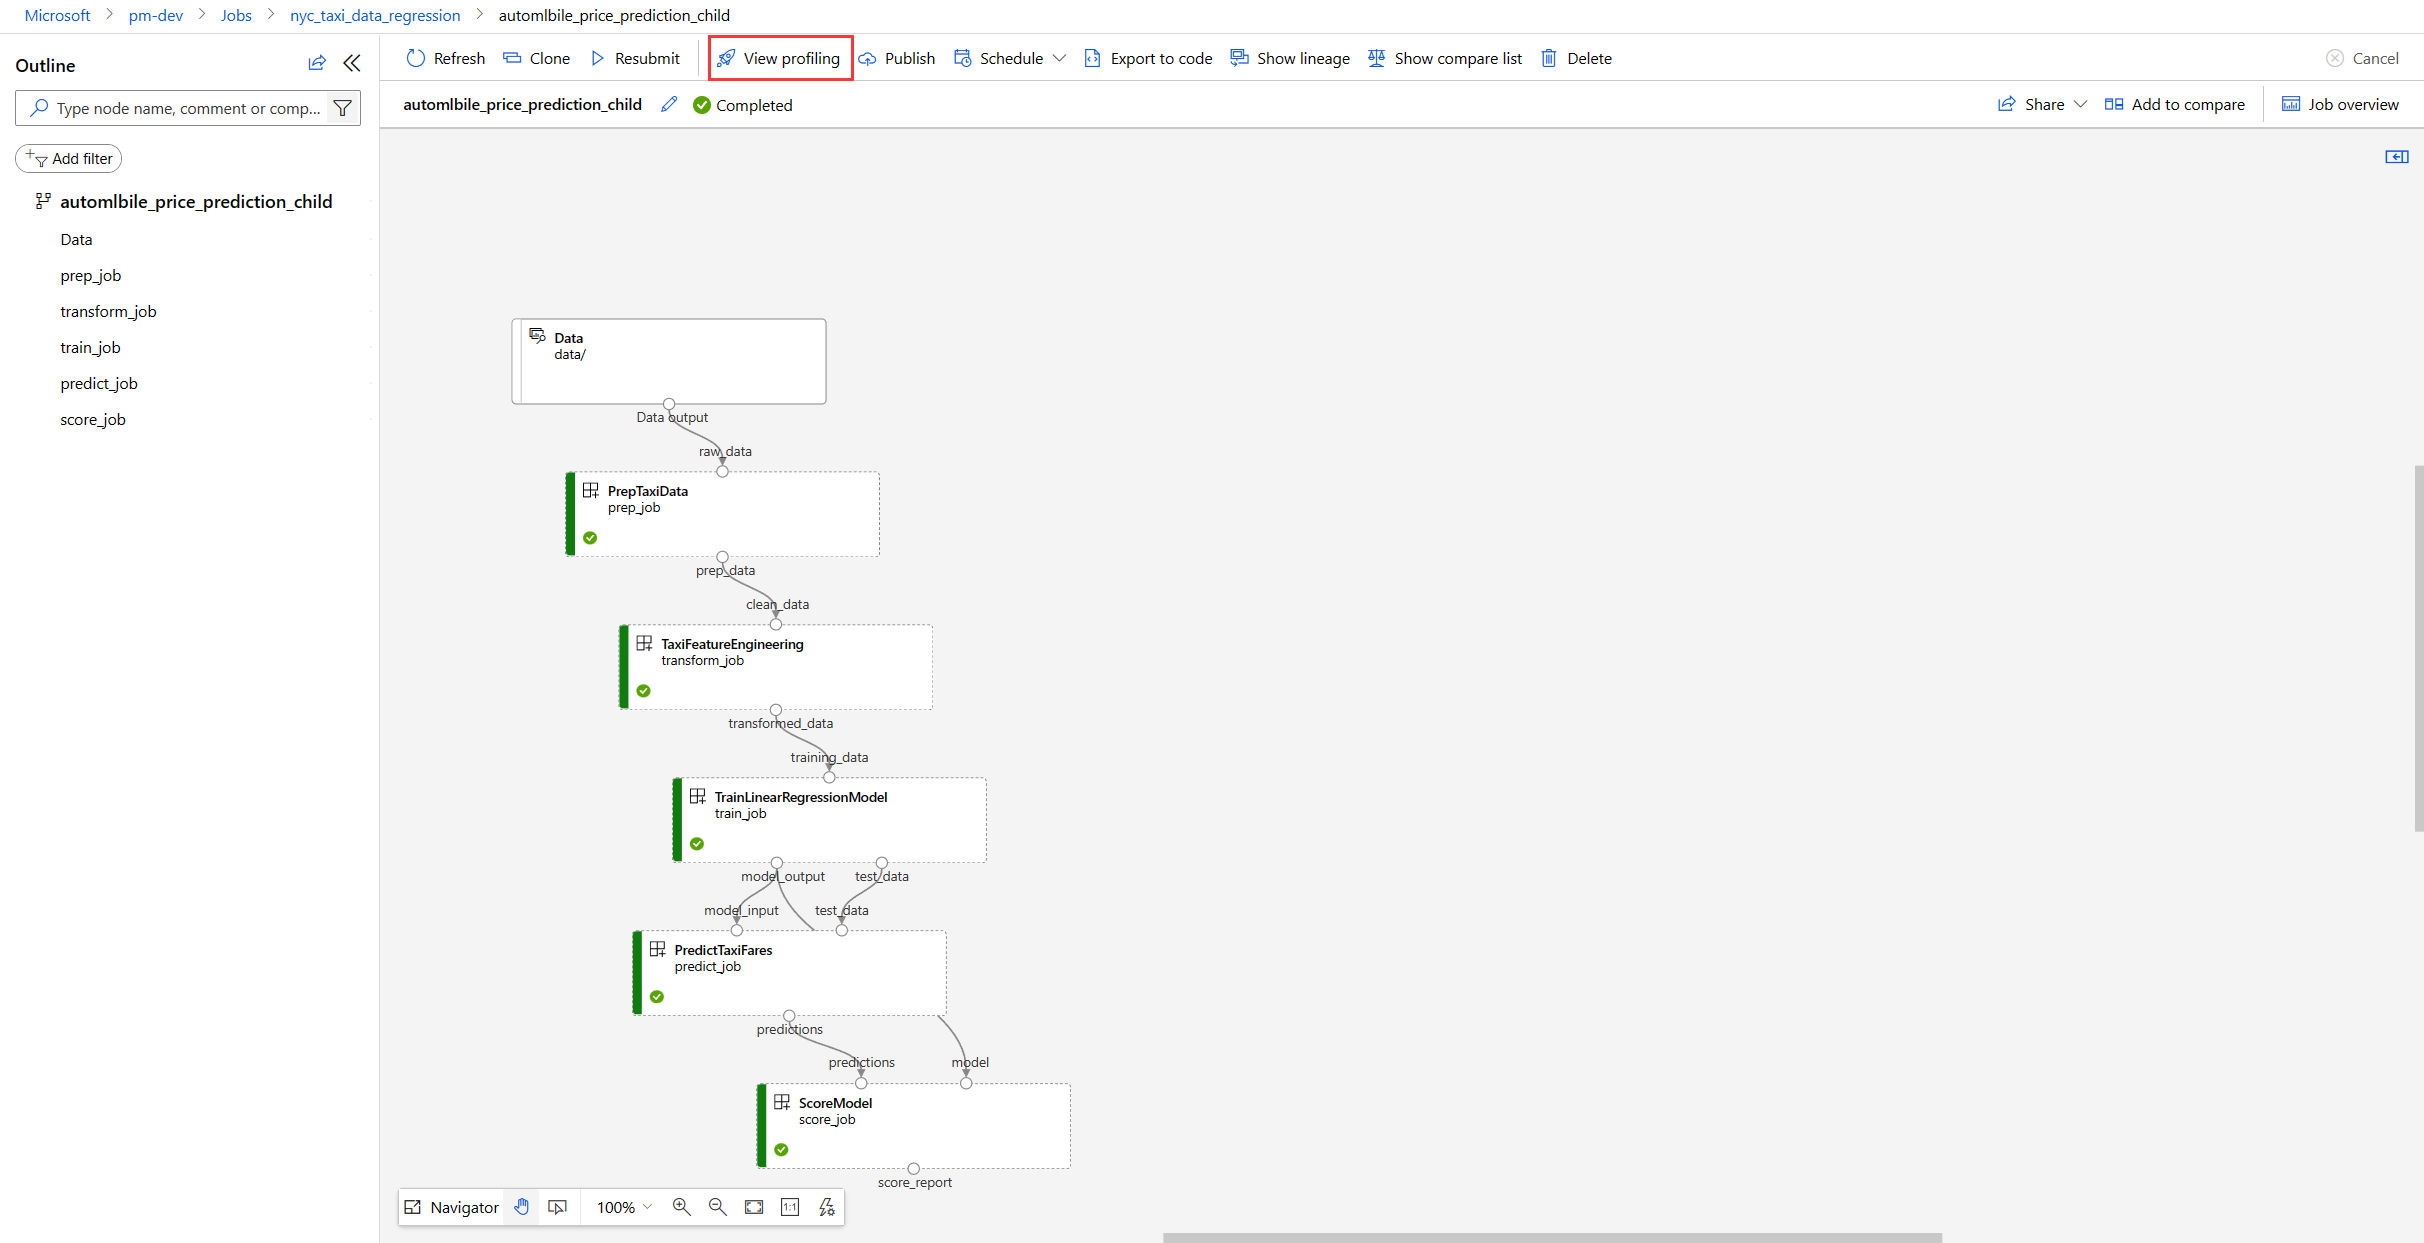 Microsoft > pm-dev > Jobs > nyc_taxi_data_regression > automlbile_price_prediction_child
Outline
Refresh Clone Resubmit View profiling Publish Schedule Export to code Show lineage Show compare list Delete Cancel
Type node name, comment or comp...
automlbile_price_prediction_child Completed Share Add to compare Job overview
Add filter
automlbile_price_prediction_child
Data
prep_job
transform_job
train_job
predict_job
score_job
Data
data/
Data output
raw_data
PrepTaxiData
prep_job
prep_data
clean_data
TaxiFeatureEngineering
transform_job
transformed_data
training_data
TrainLinearRegressionModel
train_job
model_output test_data
model_input test_data
PredictTaxiFares
predict_job
predictions
predictions model
ScoreModel
score_job
score_report
Navigator 100% 1:1